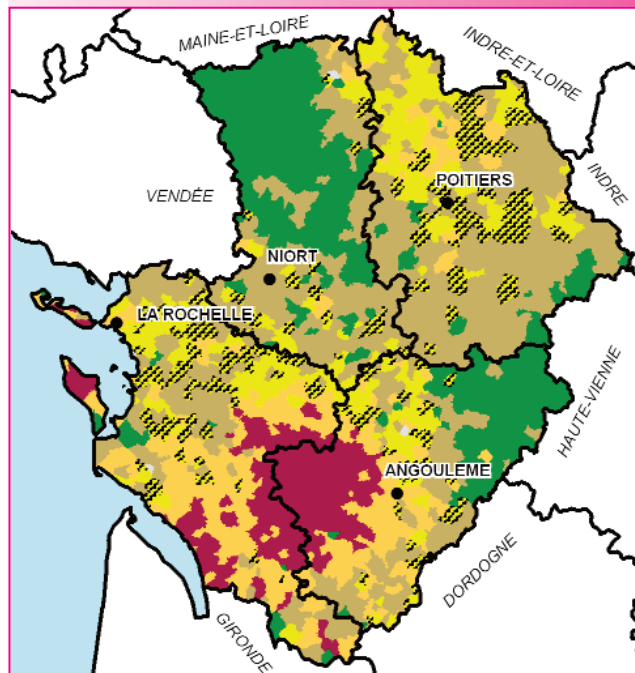 MAINE-ET-LOIRE
INDRE-ET-LOIRE
VENDÉE
POITIERS
INDRE
NIORT
LA ROCHELLE
HAUTE-VIENNE
ANGOULEME
DORDOGNE
GIRONDE